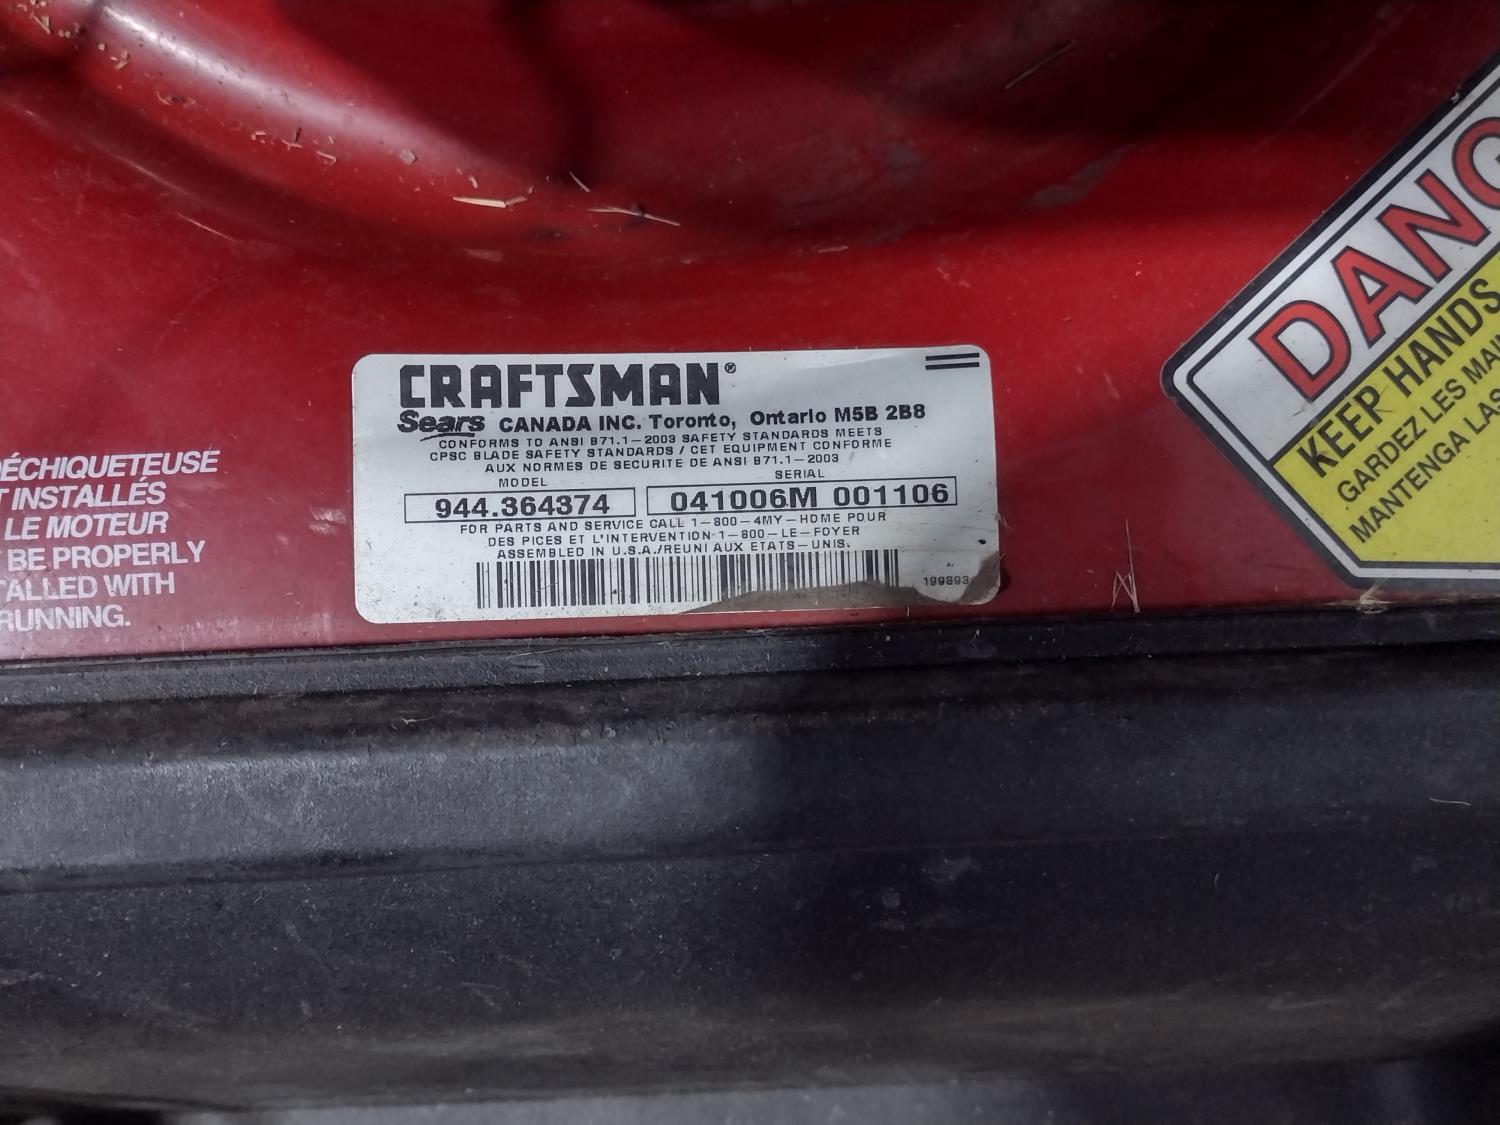 CRAFTSMAN®
Sears CANADA INC. Toronto, Ontario M5B 2B8
CONFORMS TO ANSI B71.1-2003 SAFETY STANDARDS MEETS
CPSC BLADE SAFETY STANDARDS / CET EQUIPMENT CONFORME
AUX NORMES DE SECURITE DE ANSI B71.1-2003
MODEL SERIAL
944.364374 041006M 001106
FOR PARTS AND SERVICE CALL 1-800-4MY-HOME POUR
DES PICES ET L'INTERVENTION 1-800-LE-FOYER
ASSEMBLED IN U.S.A./REUNI AUX ETATS-UNIS.
199893
DÉCHIQUETEUSE
T INSTALLÉS
LE MOTEUR
BE PROPERLY
TALLED WITH
RUNNING.
DANG
KEEP HANDS
GARDEZ LES MAI
MANTENGA LAS